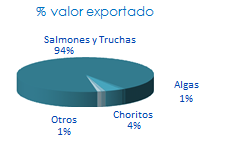 % valor exportado
Salmones y Truchas
94%
Algas
1%
Choritos
4%
Otros
1%